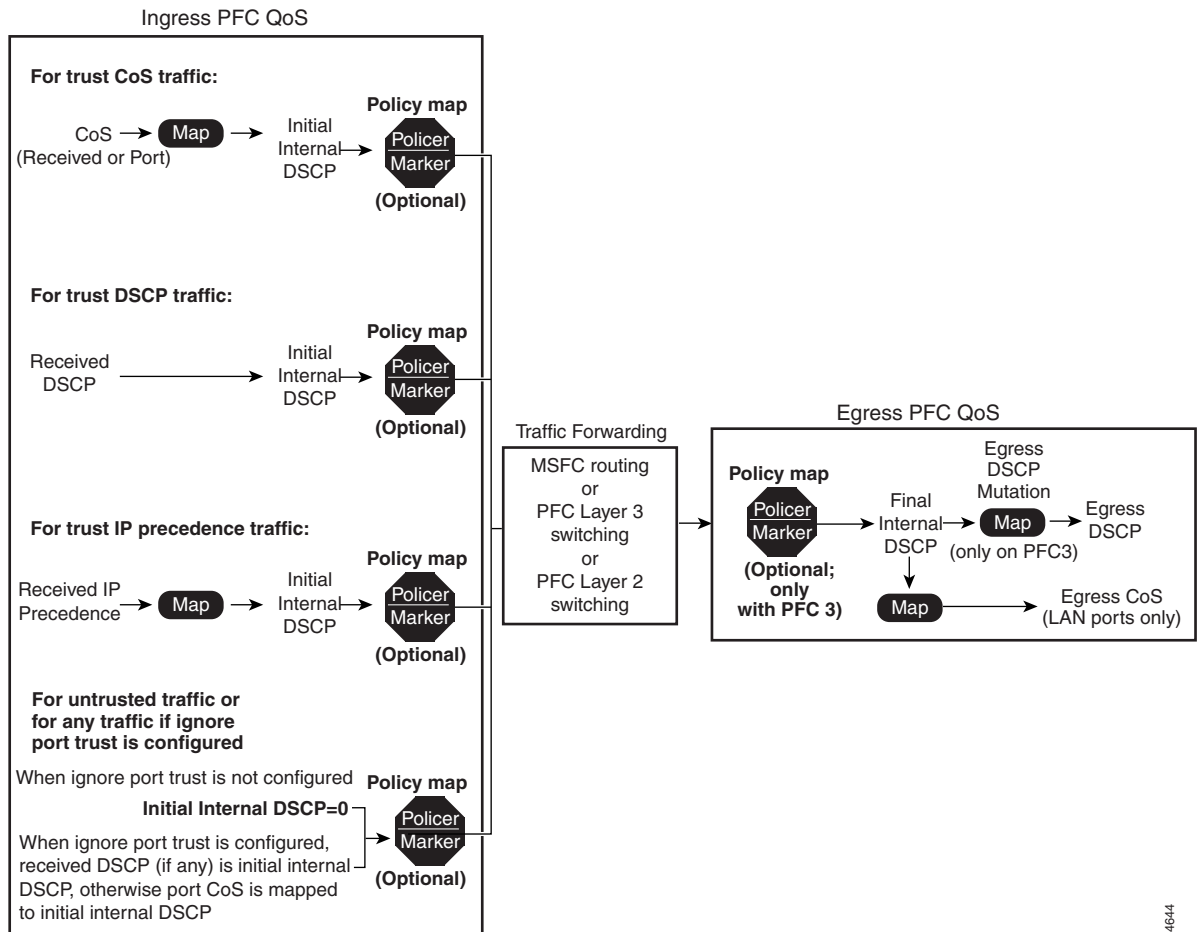 Ingress PFC QoS
For trust CoS traffic:
CoS
(Received or Port)
Map
Initial
Internal
DSCP
Policy map
Policer
Marker
(Optional)
For trust DSCP traffic:
Received
DSCP
Initial
Internal
DSCP
Policy map
Policer
Marker
(Optional)
For trust IP precedence traffic:
Received IP
Precedence
Map
Initial
Internal
DSCP
Policy map
Policer
Marker
(Optional)
For untrusted traffic or
for any traffic if ignore
port trust is configured
When ignore port trust is not configured
Initial Internal DSCP=0
When ignore port trust is configured,
received DSCP (if any) is initial internal
DSCP, otherwise port CoS is mapped
to initial internal DSCP
Policy map
Policer
Marker
(Optional)
Traffic Forwarding
MSFC routing
or
PFC Layer 3
switching
or
PFC Layer 2
switching
Egress PFC QoS
Policy map
Policer
Marker
(Optional;
only
with PFC 3)
Final
Internal
DSCP
Egress
DSCP
Mutation
Map
(only on PFC3)
Egress
DSCP
Map
Egress CoS
(LAN ports only)
4644